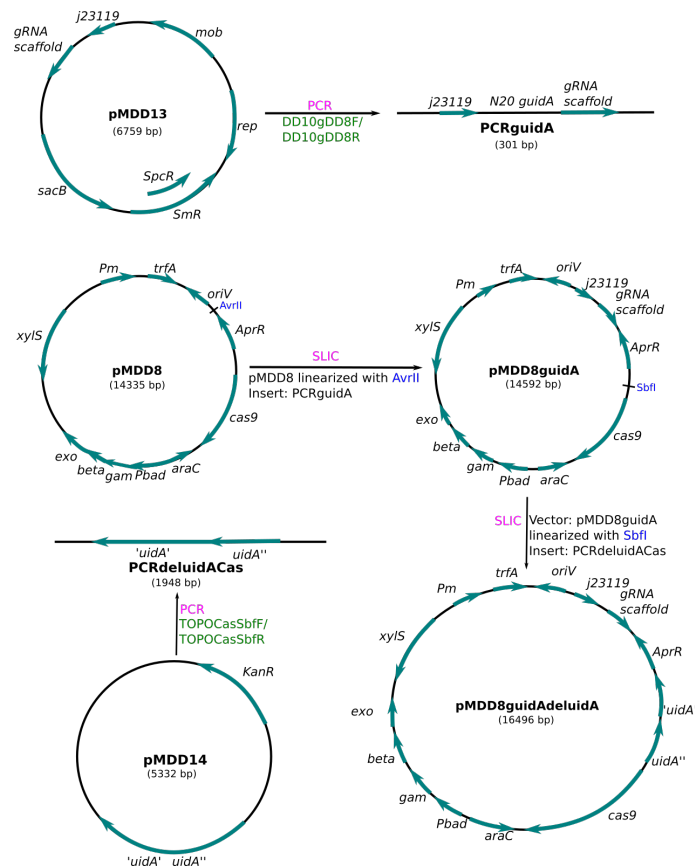 j23119
gRNA
scaffold
mob
pMDD13
(6759 bp)
rep
SpcR
sacB
SmR
PCR
DD10gDD8F/
DD10gDD8R
j23119
N20 guidA
gRNA
scaffold
PCRguidA
(301 bp)
Pm
trfA
oriV
AvrII
xylS
AprR
pMDD8
(14335 bp)
cas9
exo
beta
gam
Pbad
araC
SLIC
pMDD8 linearized with AvrII
Insert: PCRguidA
Pm
trfA
oriV
j23119
gRNA
scaffold
xylS
AprR
pMDD8guidA
(14592 bp)
SbfI
cas9
exo
beta
gam
Pbad
araC
SLIC
Vector: pMDD8guidA
linearized with SbfI
Insert: PCRdeluidACas
'uidA'
uidA''
PCRdeluidACas
(1948 bp)
PCR
TOPOCasSbfF/
TOPOCasSbfR
KanR
pMDD14
(5332 bp)
'uidA'
uidA''
Pm
trfA
oriV
j23119
gRNA
scaffold
xylS
AprR
pMDD8guidAdeluidA
(16496 bp)
exo
'uidA
beta
uidA''
gam
Pbad
araC
cas9